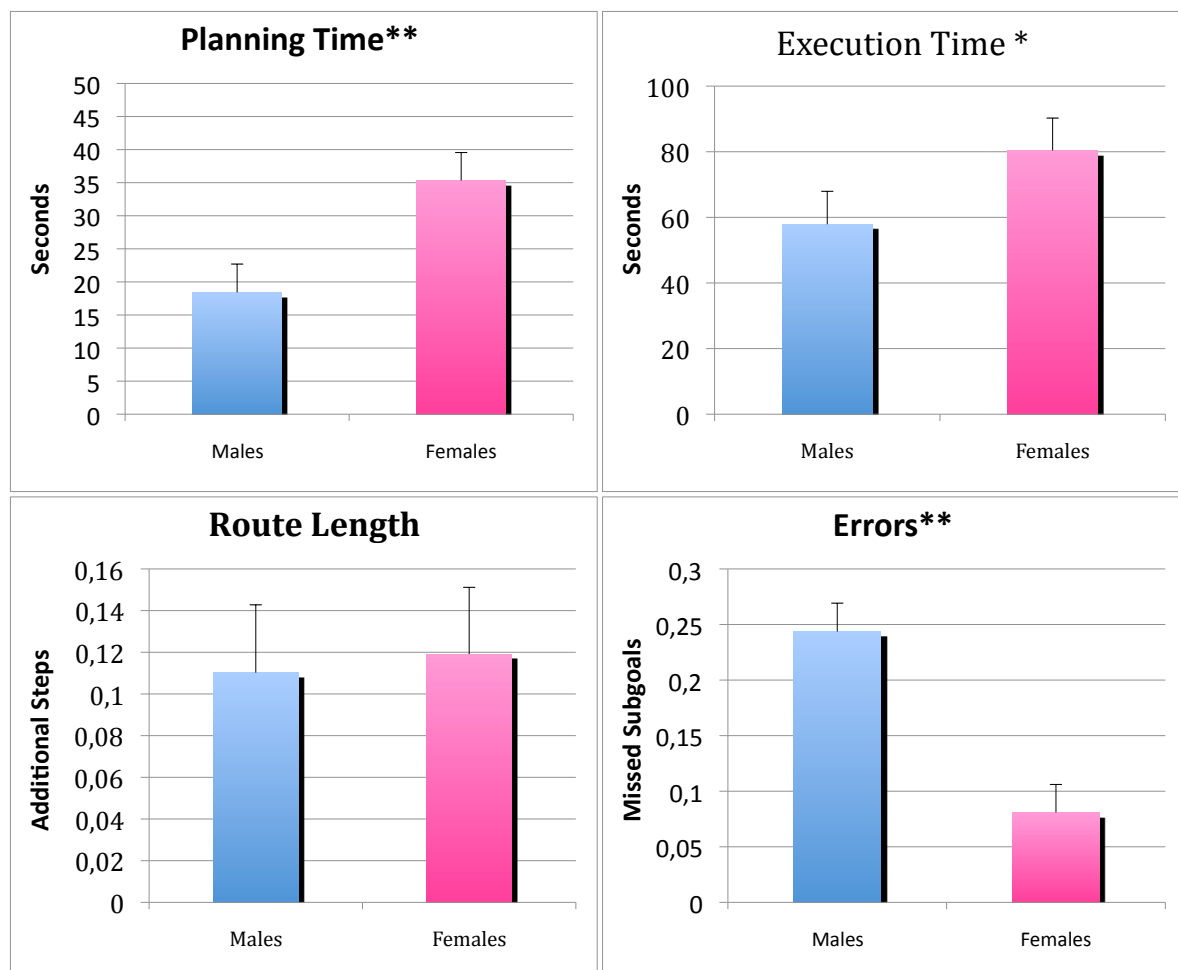 Planning Time**
50
45
40
35
30
25
20
15
10
5
0
Seconds
Males
Females
Execution Time *
100
80
60
40
20
0
Seconds
Males
Females
Route Length
0,16
0,14
0,12
0,1
0,08
0,06
0,04
0,02
0
Additional Steps
Males
Females
Errors**
0,3
0,25
0,2
0,15
0,1
0,05
0
Missed Subgoals
Males
Females